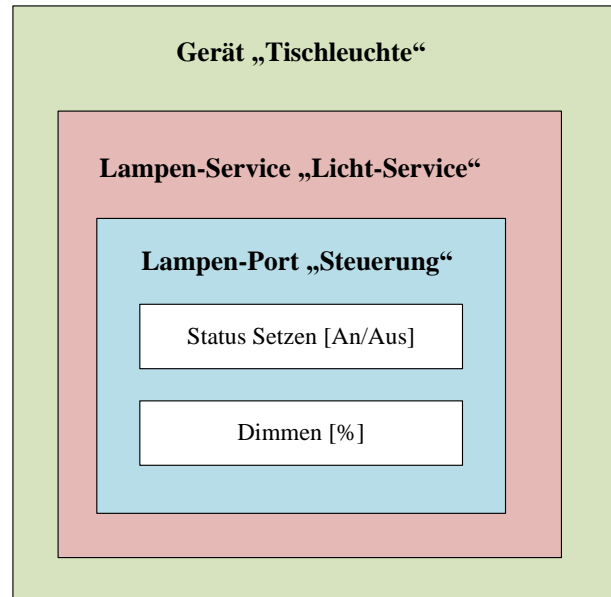 Gerät „Tischleuchte“
Lampen-Service „Licht-Service“
Lampen-Port „Steuerung“
Status Setzen [An/Aus]
Dimmen [%]